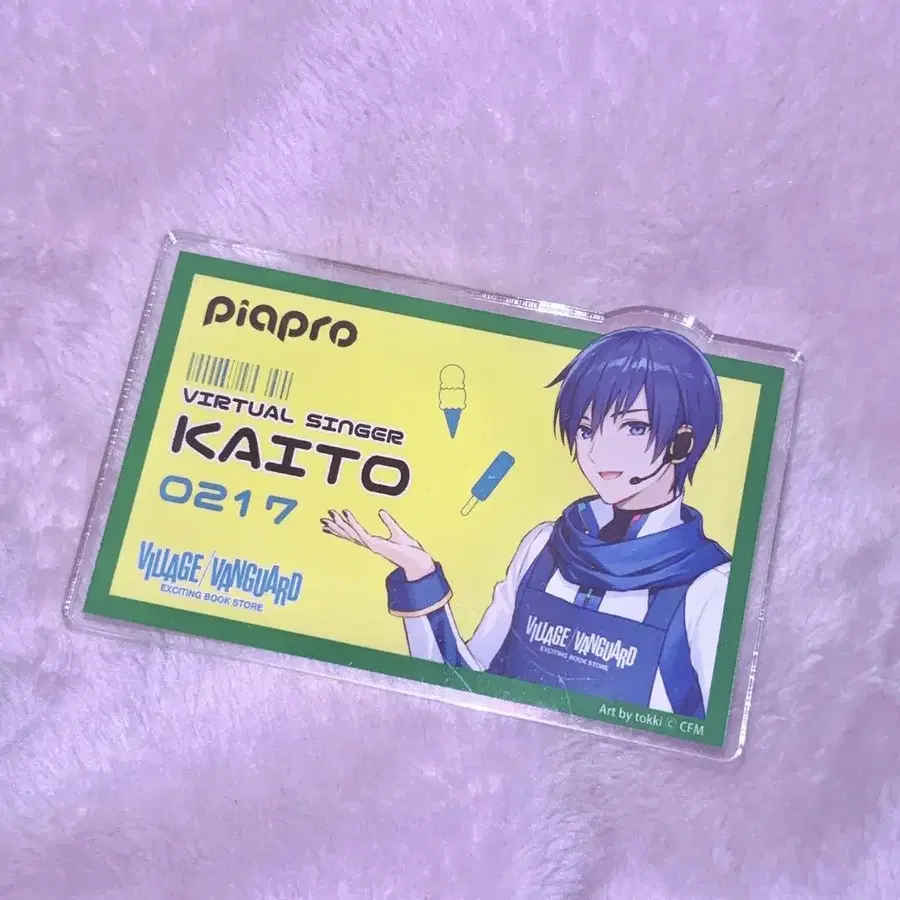 piapro
VIRTUAL SINGER
KAITO
0217
VILLAGE/VANGUARD
EXCITING BOOK STORE
VILLAGE/VANGUARD
EXCITING BOOK STORE
Art by tokki © CFM